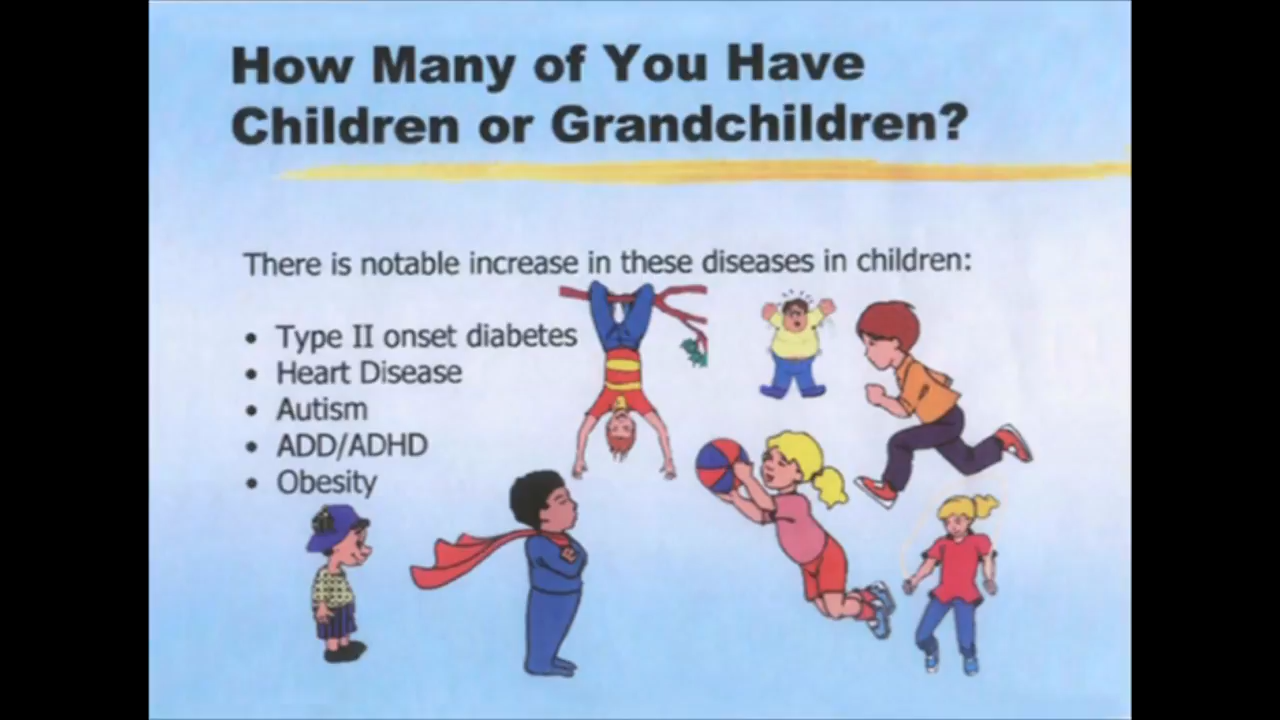 How Many of You Have
Children or Grandchildren?
There is notable increase in these diseases in children:
• Type II onset diabetes
• Heart Disease
• Autism
• ADD/ADHD
• Obesity